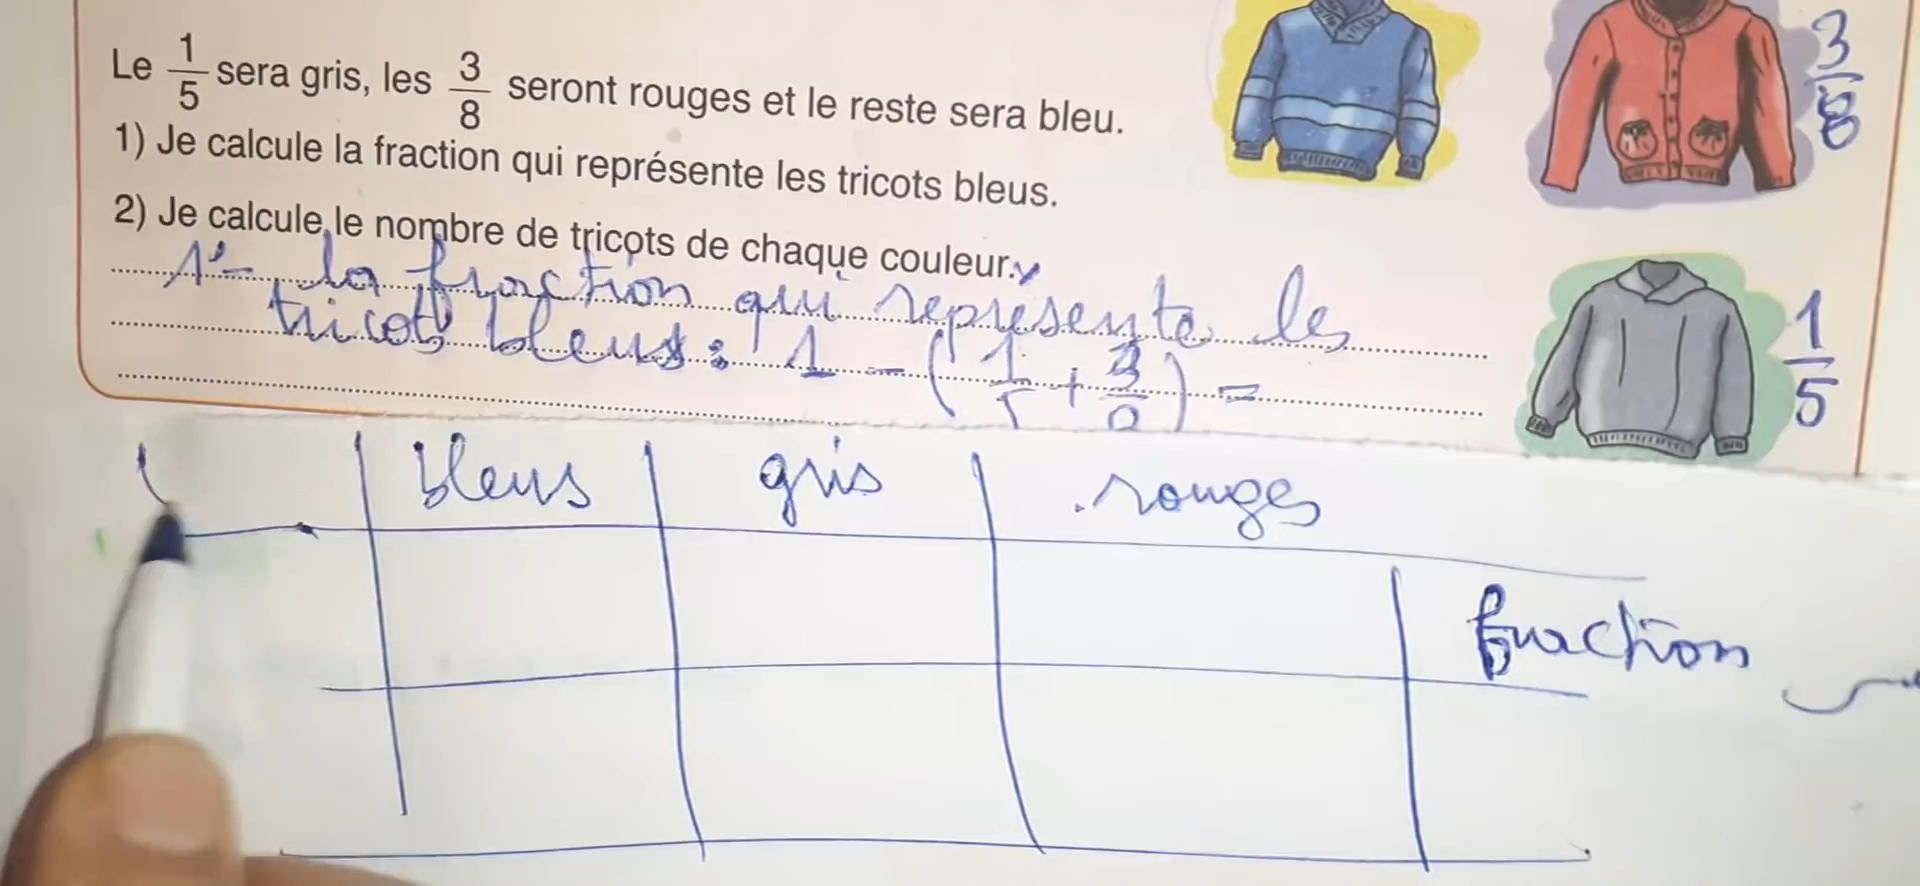 Le 1/5 sera gris, les 3/8 seront rouges et le reste sera bleu.
1) Je calcule la fraction qui représente les tricots bleus.
2) Je calcule le nombre de tricots de chaque couleur.
1°- la fraction qui représente les
tricots bleus : 1 - (1/5 + 3/8) =
3/8
1/5
bleus gris rouges
fraction